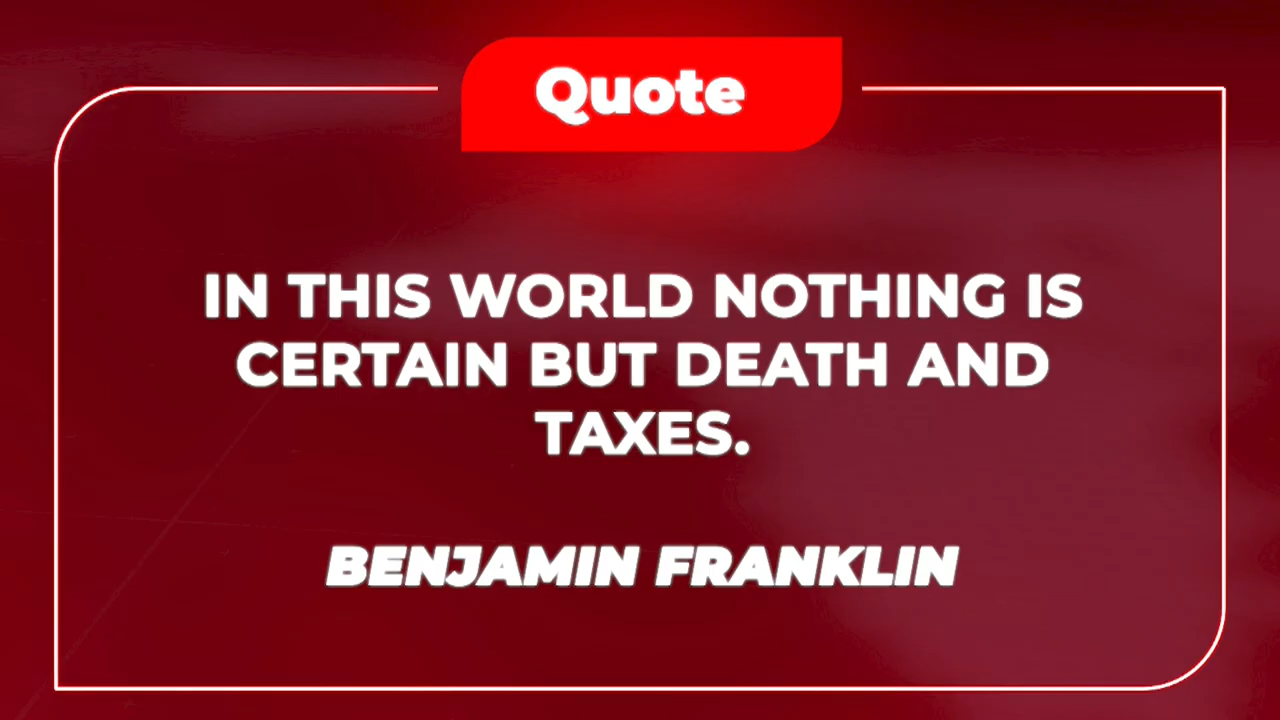 Quote
IN THIS WORLD NOTHING IS
CERTAIN BUT DEATH AND
TAXES.
BENJAMIN FRANKLIN